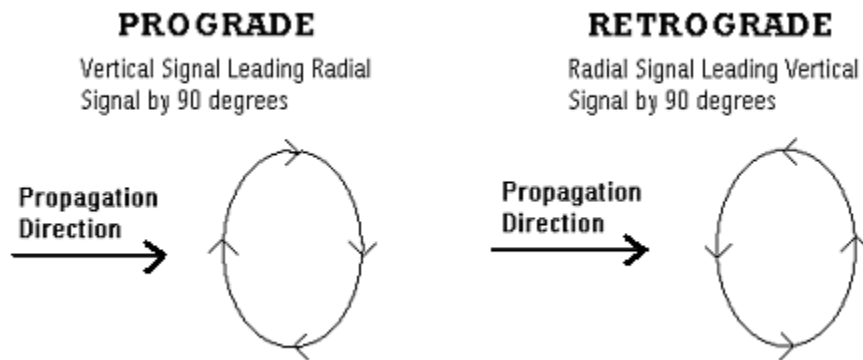 PROGRADE
Vertical Signal Leading Radial
Signal by 90 degrees
Propagation
Direction
RETROGRADE
Radial Signal Leading Vertical
Signal by 90 degrees
Propagation
Direction